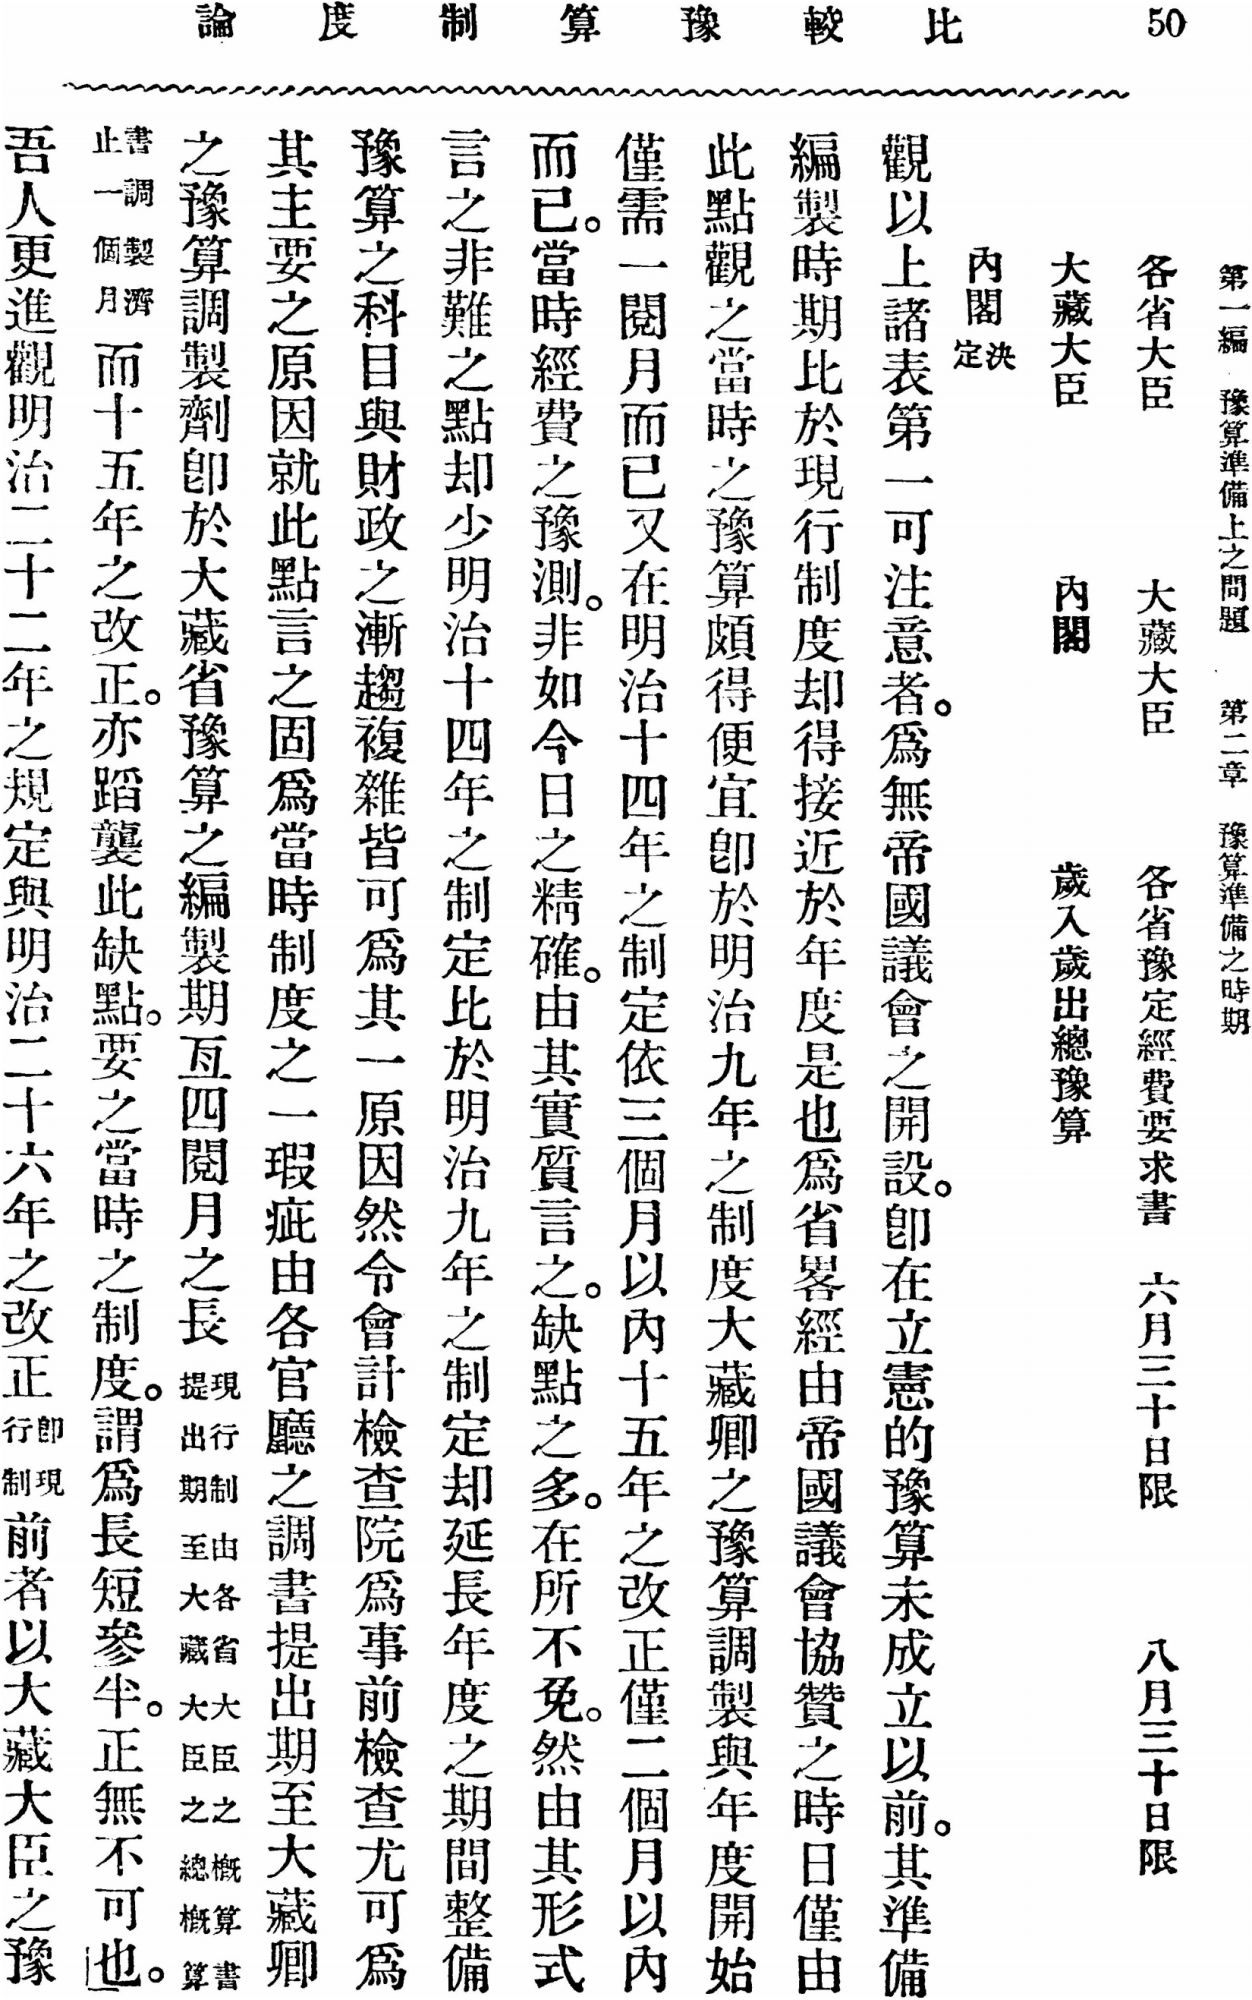 比較豫算制度論
50
第一編　豫算準備上之問題　第二章　豫算準備之時期
各省大臣　大藏大臣　各省豫定經費要求書　六月三十日限　八月三十日限
大藏大臣　內閣　歲入歲出總豫算
內閣決定
觀以上諸表第一可注意者。爲無帝國議會之開設。卽在立憲的豫算未成立以前。其準備
編製時期比於現行制度却得接近於年度是也爲省畧經由帝國議會協贊之時日僅由
此點觀之當時之豫算頗得便宜卽於明治九年之制度大藏卿之豫算調製與年度開始
僅需一閱月而已又在明治十四年之制定依三個月以內十五年之改正僅二個月以內
而已。當時經費之豫測。非如今日之精確。由其實質言之。缺點之多。在所不免。然由其形式
言之非難之點却少明治十四年之制定比於明治九年之制定却延長年度之期間整備
豫算之科目與財政之漸趨複雜皆可爲其一原因然令會計檢查院爲事前檢查尤可爲
其主要之原因就此點言之固爲當時制度之一瑕疵由各官廳之調書提出期至大藏卿
之豫算調製劑卽於大藏省豫算之編製期亙四閱月之長現行制由各省大臣之槪算書提出期至大藏大臣之總槪算
書調製濟止一個月而十五年之改正。亦蹈襲此缺點。要之當時之制度。謂爲長短參半。正無不可也。
吾人更進觀明治二十二年之規定與明治二十六年之改正卽現行制前者以大藏大臣之豫